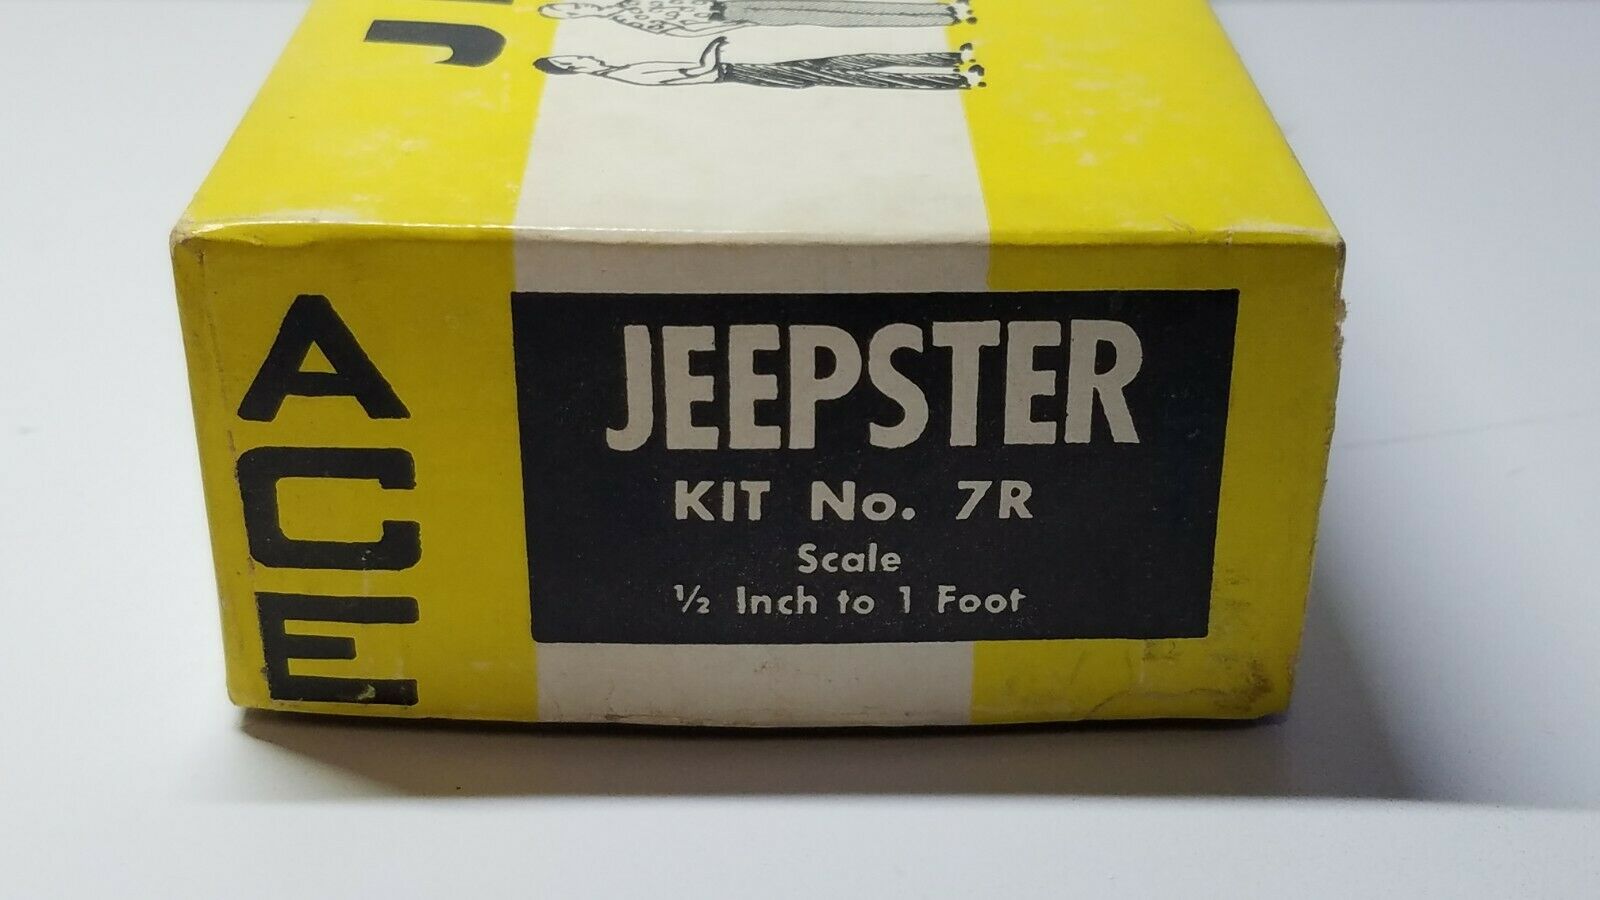 J
ACE
JEEPSTER
KIT No. 7R
Scale
½ Inch to 1 Foot